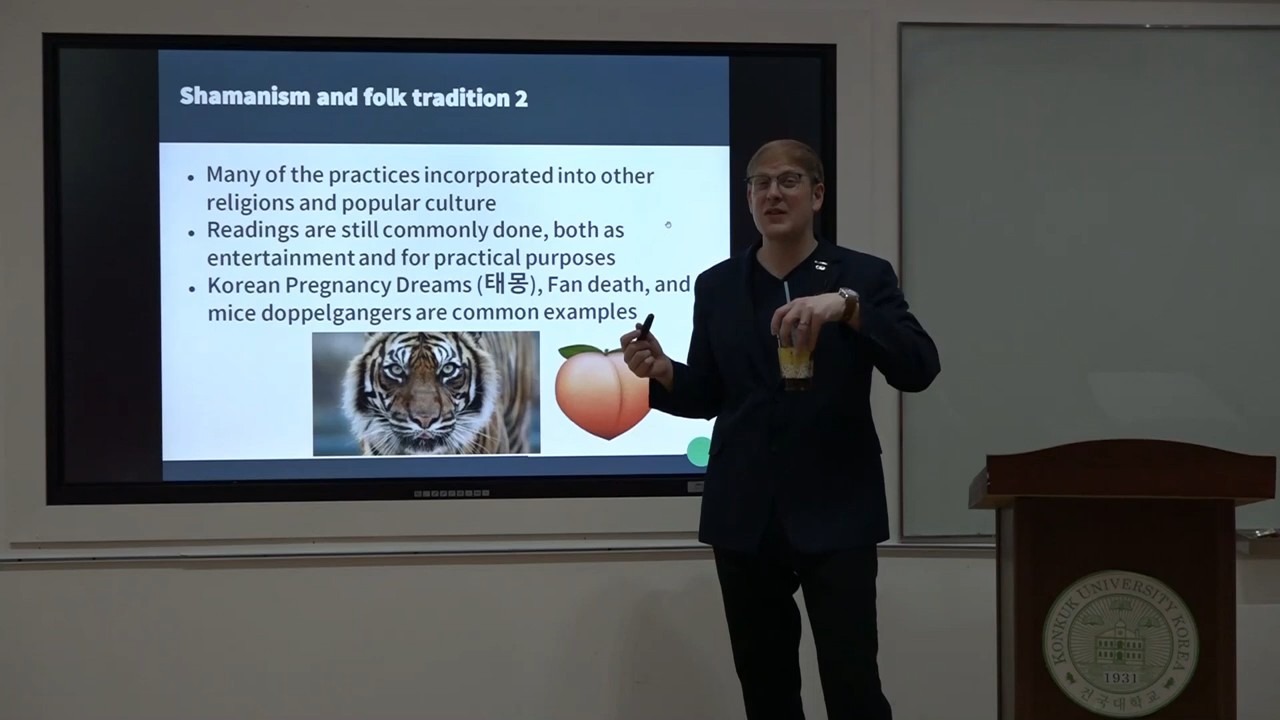 Shamanism and folk tradition 2
• Many of the practices incorporated into other
religions and popular culture
• Readings are still commonly done, both as
entertainment and for practical purposes
• Korean Pregnancy Dreams (태몽), Fan death, and
mice doppelgangers are common examples
KONKUK UNIVERSITY KOREA
1931
건국대학교